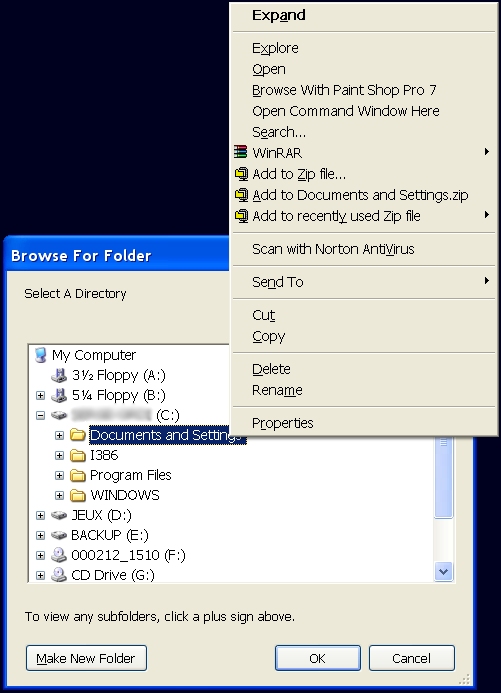 Expand
Explore
Open
Browse With Paint Shop Pro 7
Open Command Window Here
Search...
WinRAR
Add to Zip file...
Add to Documents and Settings.zip
Add to recently used Zip file
Scan with Norton AntiVirus
Send To
Cut
Copy
Delete
Rename
Properties
Browse For Folder
Select A Directory
My Computer
3½ Floppy (A:)
5¼ Floppy (B:)
(C:)
Documents and Settings
I386
Program Files
WINDOWS
JEUX (D:)
BACKUP (E:)
000212_1510 (F:)
CD Drive (G:)
To view any subfolders, click a plus sign above.
Make New Folder
OK
Cancel